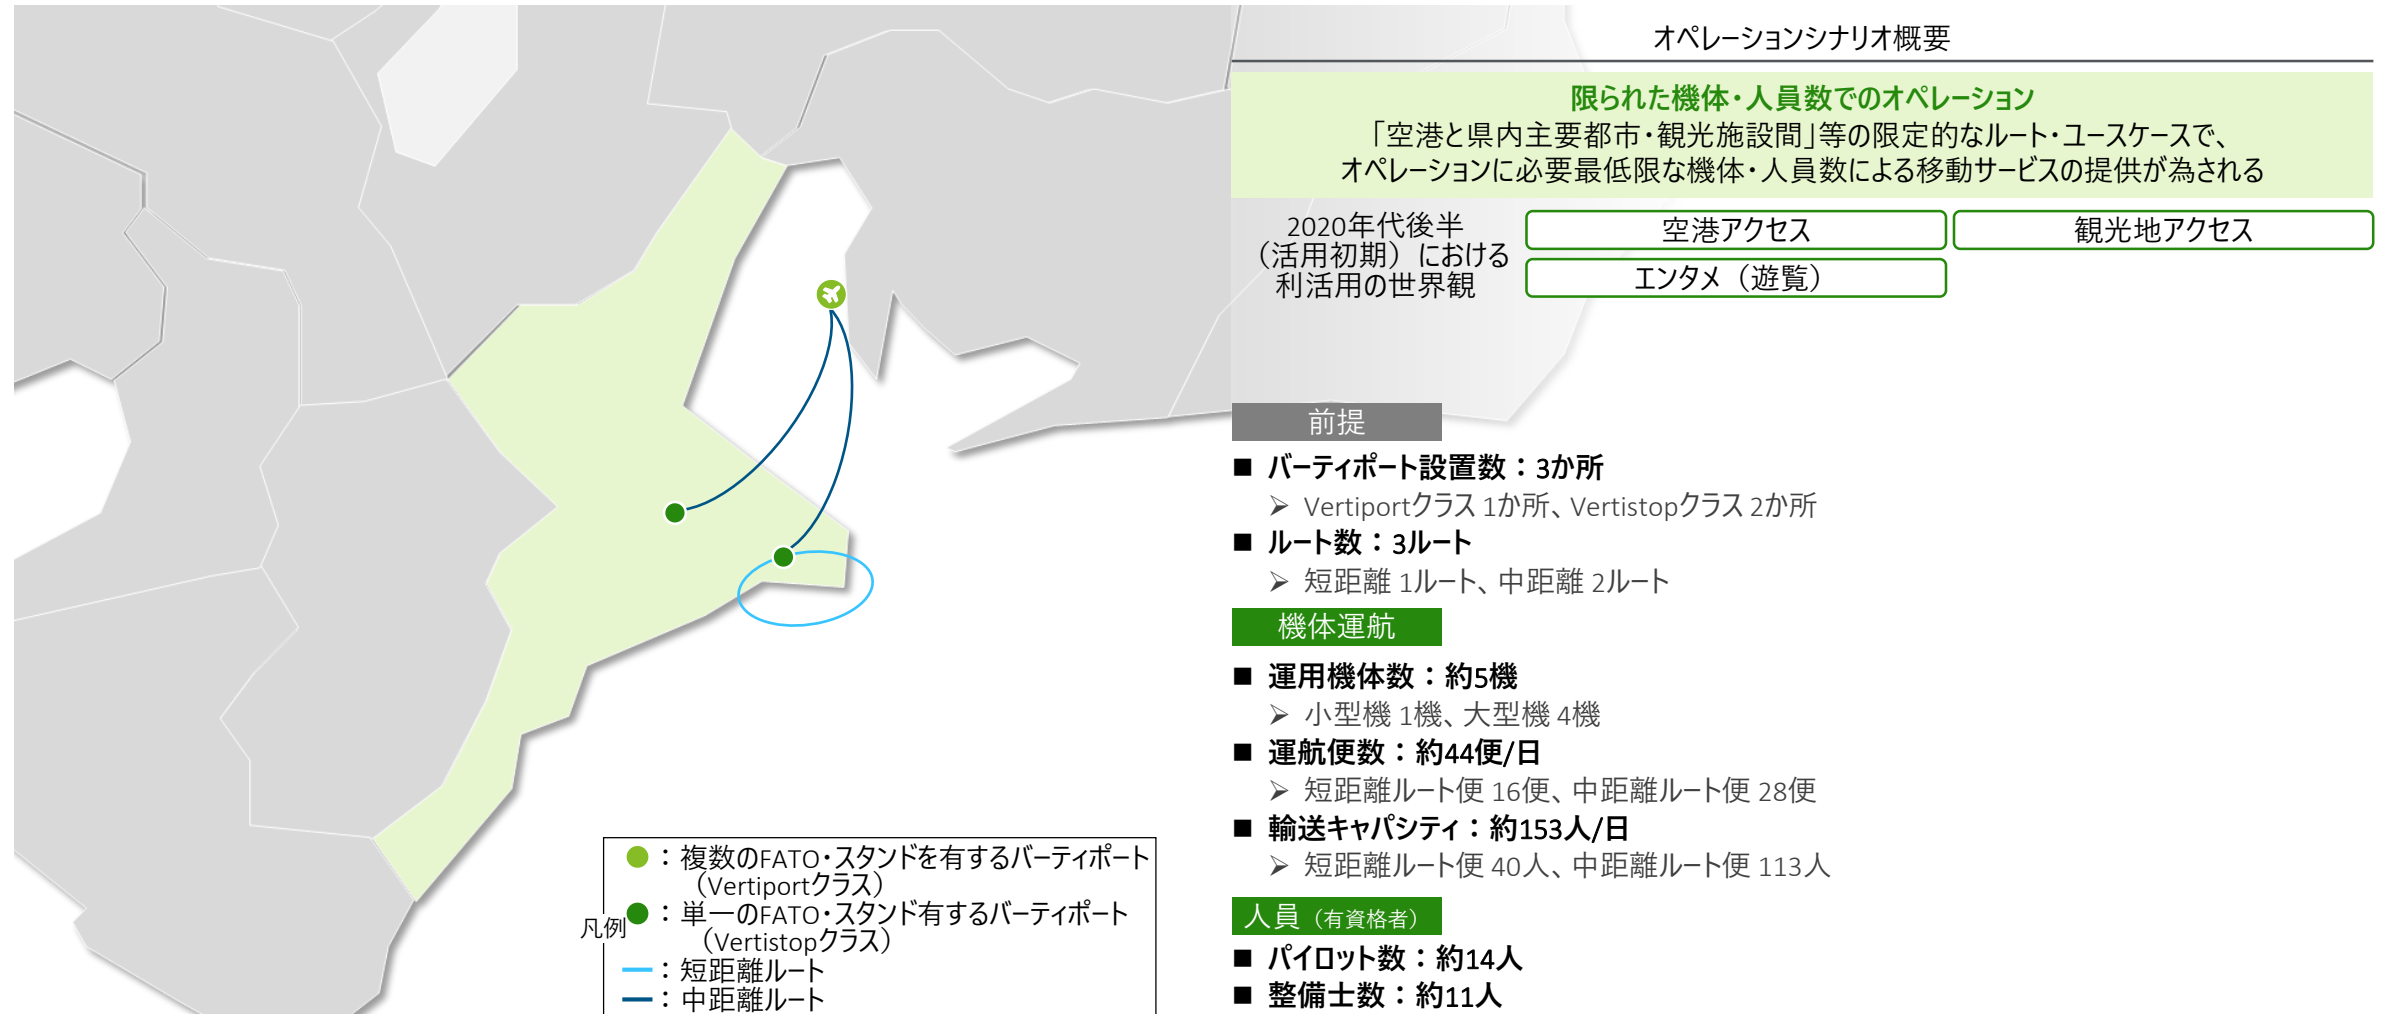 オペレーションシナリオ概要
限られた機体・人員数でのオペレーション
「空港と県内主要都市・観光施設間」等の限定的なルート・ユースケースで、
オペレーションに必要最低限な機体・人員数による移動サービスの提供が為される
2020年代後半
（活用初期）における
利活用の世界観
空港アクセス
観光地アクセス
エンタメ（遊覧）
前提
■ バーティポート設置数：3か所
➢ Vertiportクラス 1か所、Vertistopクラス 2か所
■ ルート数：3ルート
➢ 短距離 1ルート、中距離 2ルート
機体運航
■ 運用機体数：約5機
➢ 小型機 1機、大型機 4機
■ 運航便数：約44便/日
➢ 短距離ルート便 16便、中距離ルート便 28便
■ 輸送キャパシティ：約153人/日
➢ 短距離ルート便 40人、中距離ルート便 113人
人員（有資格者）
■ パイロット数：約14人
■ 整備士数：約11人
凡例
：複数のFATO・スタンドを有するバーティポート
（Vertiportクラス）
：単一のFATO・スタンド有するバーティポート
（Vertistopクラス）
：短距離ルート
：中距離ルート